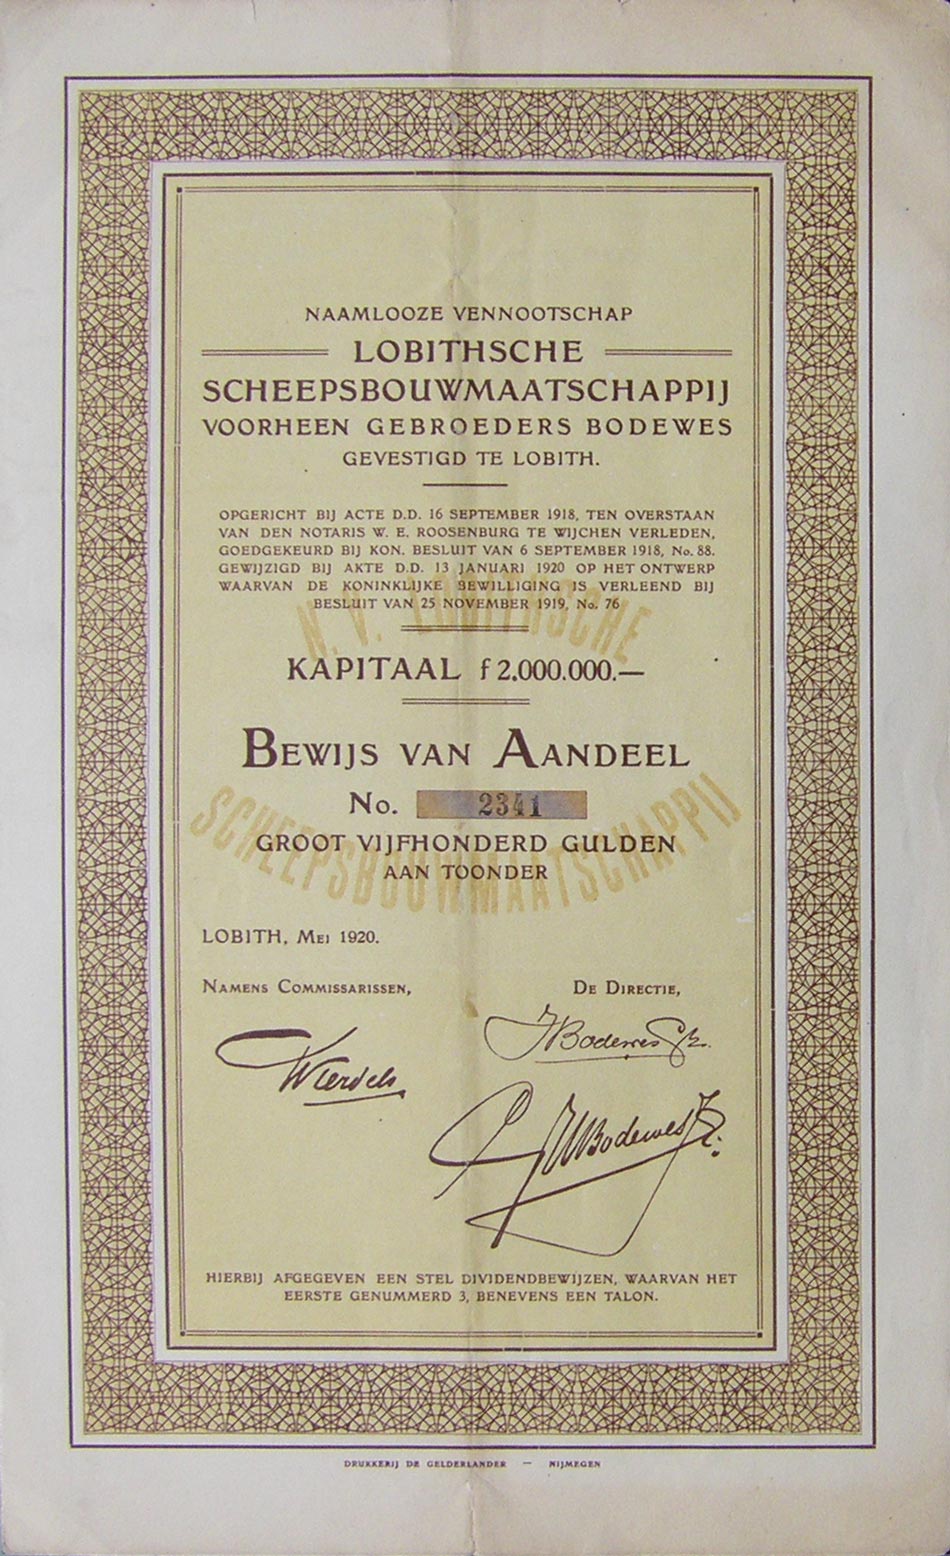 NAAMLOOZE VENNOOTSCHAP
LOBITHSCHE
SCHEEPSBOUWMAATSCHAPPIJ
VOORHEEN GEBROEDERS BODEWES
GEVESTIGD TE LOBITH.
OPGERICHT BIJ ACTE D.D. 16 SEPTEMBER 1918, TEN OVERSTAAN
VAN DEN NOTARIS W. E. ROOSENBURG TE WIJCHEN VERLEDEN,
GOEDGEKEURD BIJ KON. BESLUIT VAN 6 SEPTEMBER 1918, No. 88.
GEWIJZIGD BIJ AKTE D.D. 13 JANUARI 1920 OP HET ONTWERP
WAARVAN DE KONINKLIJKE BEWILLIGING IS VERLEEND BIJ
BESLUIT VAN 25 NOVEMBER 1919, No. 76
N. V. LOBITHSCHE
KAPITAAL f 2.000.000.—
BEWIJS VAN AANDEEL
No. 2341
SCHEEPSBOUWMAATSCHAPPIJ
GROOT VIJFHONDERD GULDEN
AAN TOONDER
LOBITH, MEI 1920.
NAMENS COMMISSARISSEN, DE DIRECTIE,
Bodewes
Bodewes
HIERBIJ AFGEGEVEN EEN STEL DIVIDENDBEWIJZEN, WAARVAN HET
EERSTE GENUMMERD 3, BENEVENS EEN TALON.
DRUKKERIJ DE GELDERLANDER — NIJMEGEN